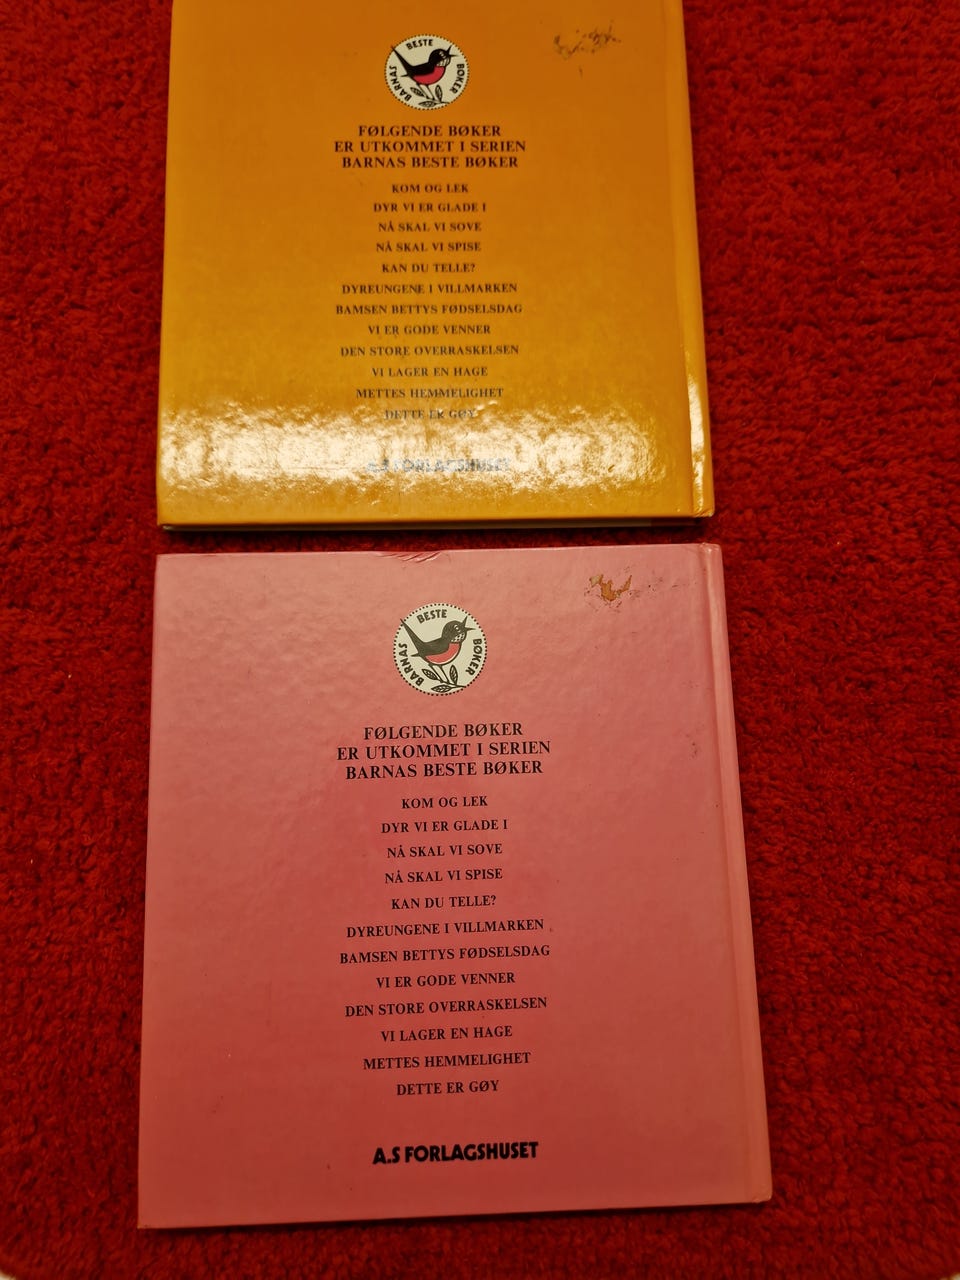 BARNAS BESTE BØKER
FØLGENDE BØKER
ER UTKOMMET I SERIEN
BARNAS BESTE BØKER
KOM OG LEK
DYR VI ER GLADE I
NÅ SKAL VI SOVE
NÅ SKAL VI SPISE
KAN DU TELLE?
DYREUNGENE I VILLMARKEN
BAMSEN BETTYS FØDSELSDAG
VI ER GODE VENNER
DEN STORE OVERRASKELSEN
VI LAGER EN HAGE
METTES HEMMELIGHET
DETTE ER GØY
A.S FORLAGSHUSET
BARNAS BESTE BØKER
FØLGENDE BØKER
ER UTKOMMET I SERIEN
BARNAS BESTE BØKER
KOM OG LEK
DYR VI ER GLADE I
NÅ SKAL VI SOVE
NÅ SKAL VI SPISE
KAN DU TELLE?
DYREUNGENE I VILLMARKEN
BAMSEN BETTYS FØDSELSDAG
VI ER GODE VENNER
DEN STORE OVERRASKELSEN
VI LAGER EN HAGE
METTES HEMMELIGHET
DETTE ER GØY
A.S FORLAGSHUSET